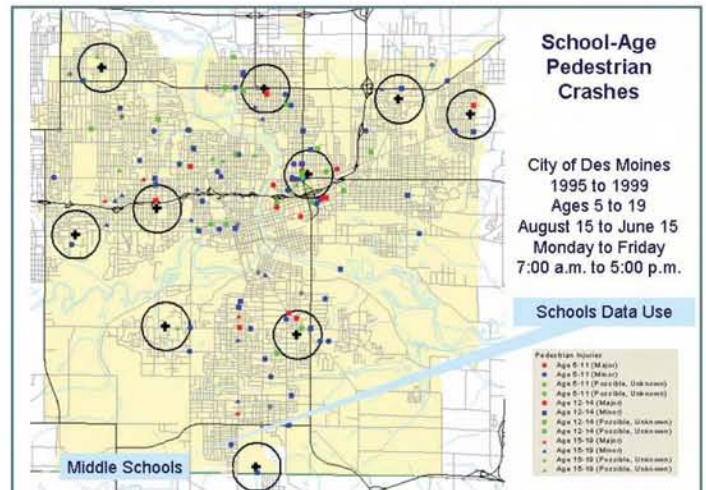 School-Age
Pedestrian
Crashes
City of Des Moines
1995 to 1999
Ages 5 to 19
August 15 to June 15
Monday to Friday
7:00 a.m. to 5:00 p.m.
Schools Data Use
Pedestrian Injuries
Age 5-11 (Major)
Age 5-11 (Minor)
Age 5-11 (Possible, Unknown)
Age 5-11 (Possible, Unknown)
Age 12-14 (Major)
Age 12-14 (Minor)
Age 12-14 (Possible, Unknown)
Age 12-14 (Possible, Unknown)
Age 15-19 (Major)
Age 15-19 (Minor)
Age 15-19 (Possible, Unknown)
Age 15-19 (Possible, Unknown)
Middle Schools